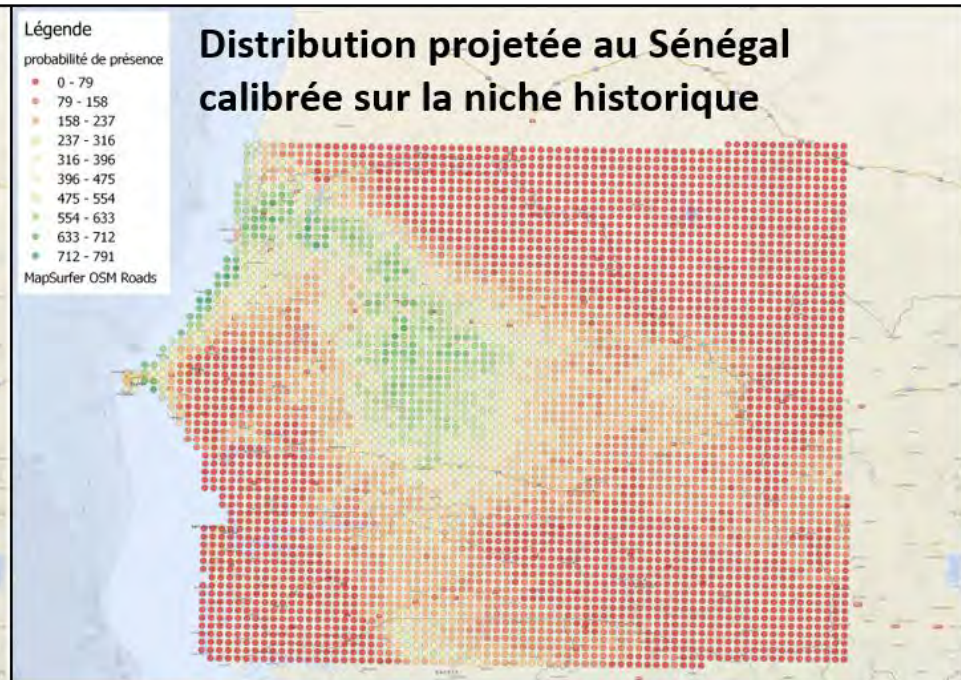 Légende
probabilité de présence
0 - 79
79 - 158
158 - 237
237 - 316
316 - 396
396 - 475
475 - 554
554 - 633
633 - 712
712 - 791
MapSurfer OSM Roads
Distribution projetée au Sénégal
calibrée sur la niche historique